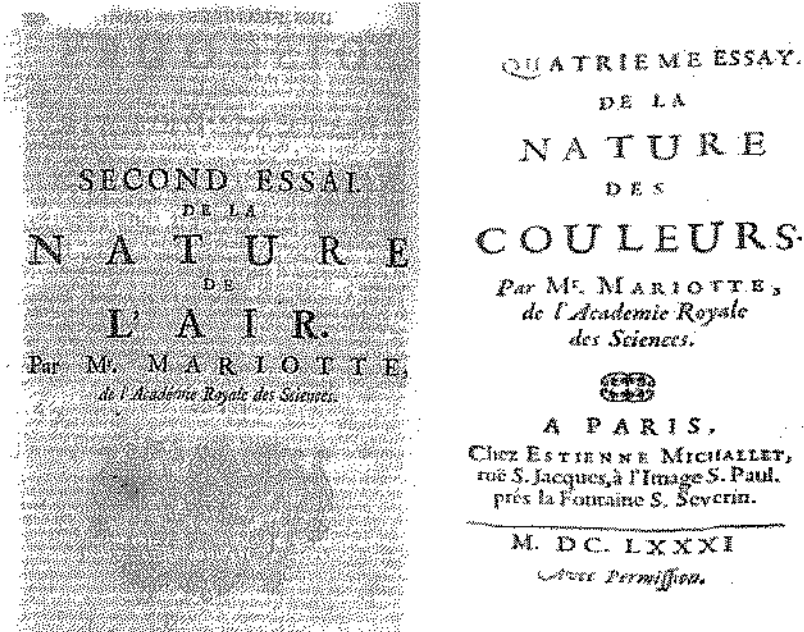 SECOND ESSAI.
DE LA
NATURE
DE
L'AIR.
Par Mr. MARIOTTE,
de l'Académie Royale des Sciences.
QUATRIEME ESSAY.
DE LA
NATURE
DES
COULEURS.
Par Mr. MARIOTTE,
de l'Academie Royale
des Sciences.
A PARIS,
Chez ESTIENNE MICHALLET,
ruë S. Jacques, à l'Image S. Paul.
prés la Fontaine S. Severin.
M. DC. LXXXI
Avec Permiſſion.